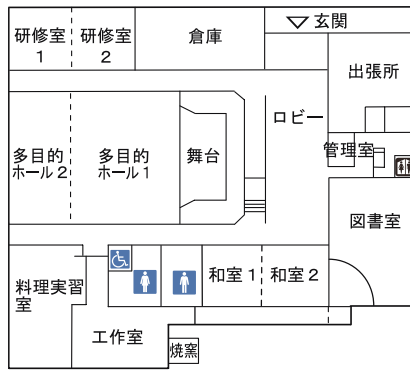 玄関
研修室
1
研修室
2
倉庫
出張所
ロビー
多目的
ホール2
多目的
ホール1
舞台
管理室
図書室
料理実習
室
工作室
和室1
和室2
焼窯